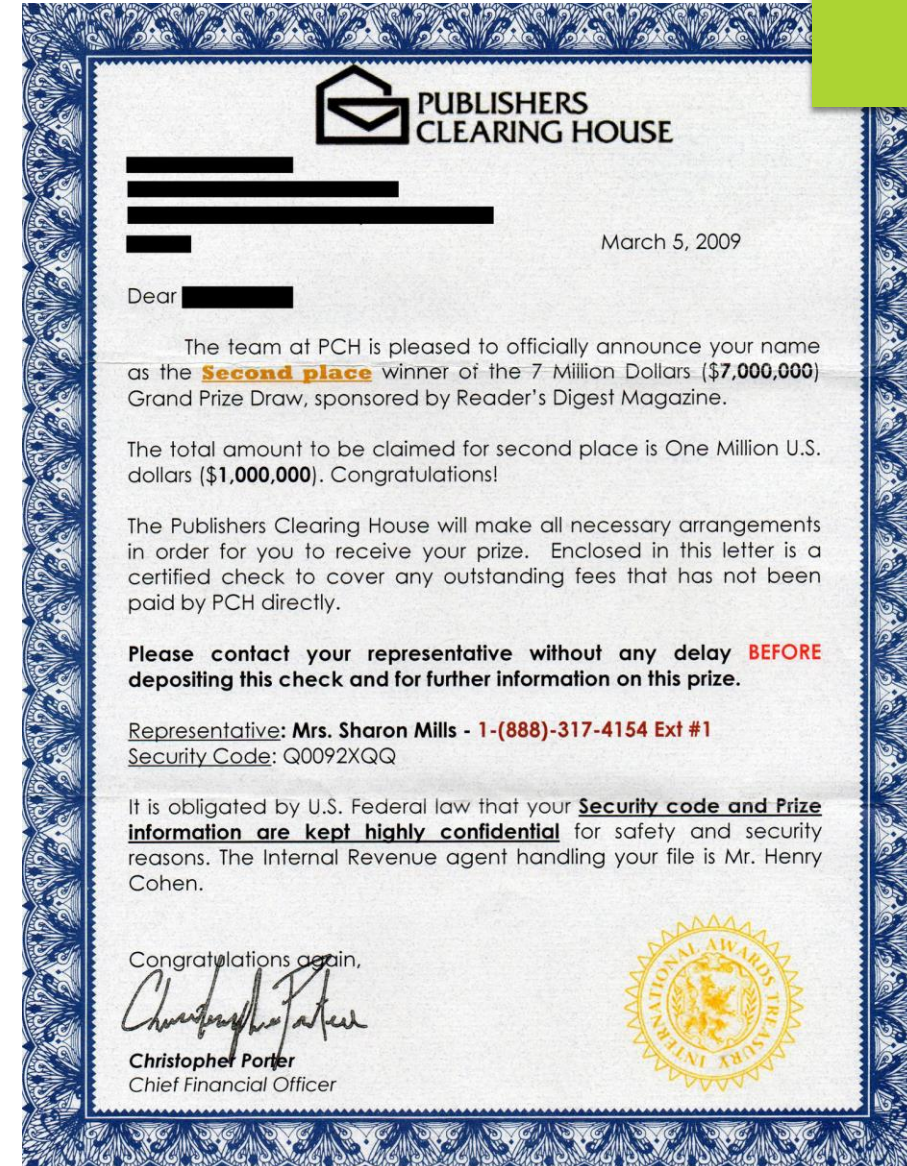 PUBLISHERS
CLEARING HOUSE
March 5, 2009
Dear
The team at PCH is pleased to officially announce your name
as the Second place winner of the 7 Million Dollars ($7,000,000)
Grand Prize Draw, sponsored by Reader's Digest Magazine.
The total amount to be claimed for second place is One Million U.S.
dollars ($1,000,000). Congratulations!
The Publishers Clearing House will make all necessary arrangements
in order for you to receive your prize. Enclosed in this letter is a
certified check to cover any outstanding fees that has not been
paid by PCH directly.
Please contact your representative without any delay BEFORE
depositing this check and for further information on this prize.
Representative: Mrs. Sharon Mills - 1-(888)-317-4154 Ext #1
Security Code: Q0092XQQ
It is obligated by U.S. Federal law that your Security code and Prize
information are kept highly confidential for safety and security
reasons. The Internal Revenue agent handling your file is Mr. Henry
Cohen.
Congratulations again,
Christopher Porter
Christopher Porter
Chief Financial Officer
INTERNATIONAL AWARDS TREASURY